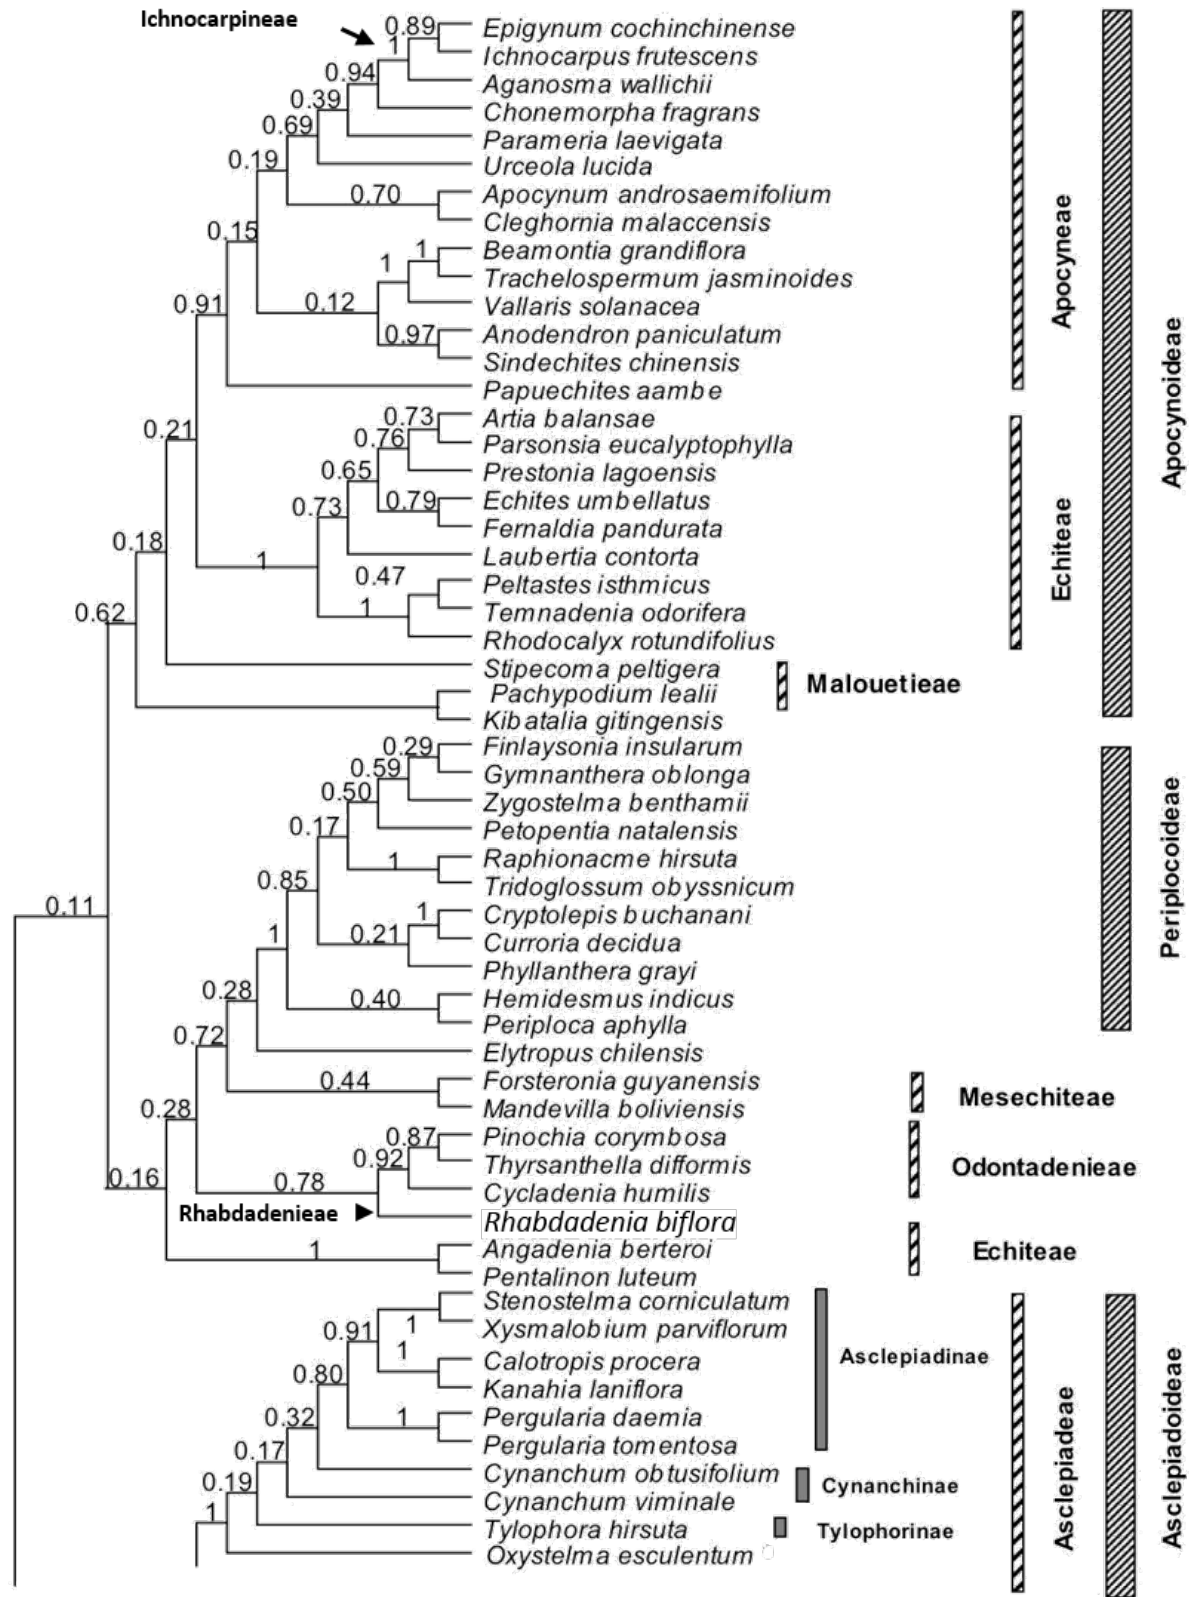 Ichnocarpineae
0.89 Epigynum cochinchinense
1 Ichnocarpus frutescens
0.94 Aganosma wallichii
0.39 Chonemorpha fragrans
0.69 Parameria laevigata
0.19 Urceola lucida
0.70 Apocynum androsaemifolium
Cleghornia malaccensis
0.15 1 1 Beamontia grandiflora
Trachelospermum jasminoides
0.91 0.12 Vallaris solanacea
0.97 Anodendron paniculatum
Sindechites chinensis
Papuechites aambe
Apocyneae
0.21 0.73 Artia balansae
0.76 Parsonsia eucalyptophylla
0.65 Prestonia lagoensis
0.79 Echites umbellatus
0.73 Fernaldia pandurata
0.18 1 Laubertia contorta
0.47 Peltastes isthmicus
0.62 1 Temnadenia odorifera
Rhodocalyx rotundifolius
Echiteae
Stipecoma peltigera
Pachypodium lealii
Malouetieae
Kibatalia gitingensis
Apocynoideae
0.29 Finlaysonia insularum
0.59 Gymnanthera oblonga
0.50 Zygostelma benthamii
0.17 Petopentia natalensis
1 Raphionacme hirsuta
0.85 Tridoglossum obyssnicum
0.11 1 Cryptolepis buchanani
1 0.21 Curroria decidua
Phyllanthera grayi
0.28 0.40 Hemidesmus indicus
Periploca aphylla
Periplocoideae
0.72 Elytropus chilensis
0.44 Forsteronia guyanensis
0.28 Mandevilla boliviensis
Mesechiteae
0.87 Pinochia corymbosa
0.92 Thyrsanthella difformis
0.16 0.78 Cycladenia humilis
Odontadenieae
Rhabdadenieae Rhabdadenia biflora
1 Angadenia berteroi
Pentalinon luteum
Echiteae
Stenostelma corniculatum
0.91 1 Xysmalobium parviflorum
1 Calotropis procera
0.80 Kanahia laniflora
0.32 1 Pergularia daemia
Pergularia tomentosa
Asclepiadinae
0.17 Cynanchum obtusifolium
0.19 Cynanchum viminale
Cynanchinae
1 Tylophora hirsuta
Tylophorinae
Oxystelma esculentum
Asclepiadeae
Asclepiadoideae